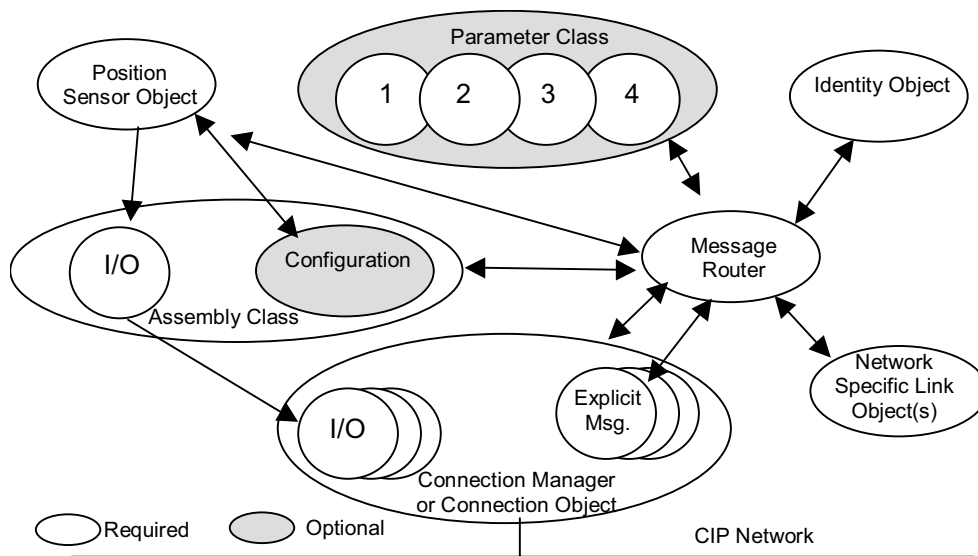 Parameter Class
1 2 3 4
Position
Sensor Object
Identity Object
I/O
Configuration
Assembly Class
Message
Router
Network
Specific Link
Object(s)
I/O
Explicit
Msg.
Connection Manager
or Connection Object
Required
Optional
CIP Network